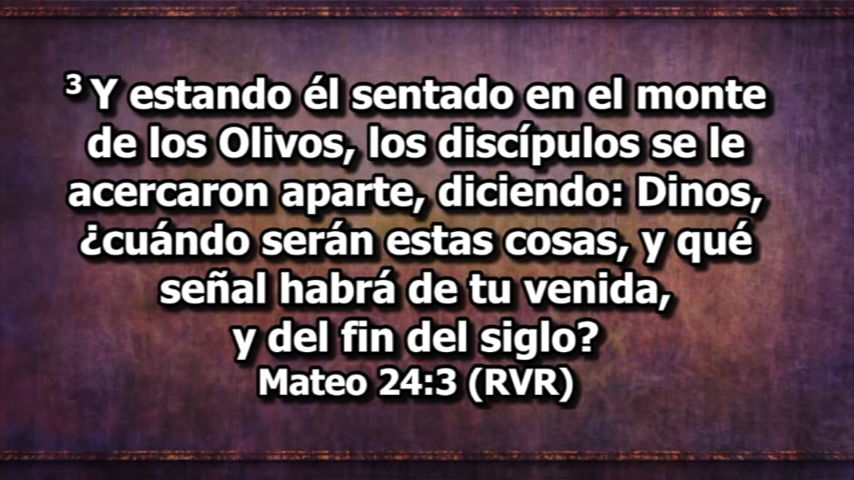 ³ Y estando él sentado en el monte
de los Olivos, los discípulos se le
acercaron aparte, diciendo: Dinos,
¿cuándo serán estas cosas, y qué
señal habrá de tu venida,
y del fin del siglo?
Mateo 24:3 (RVR)